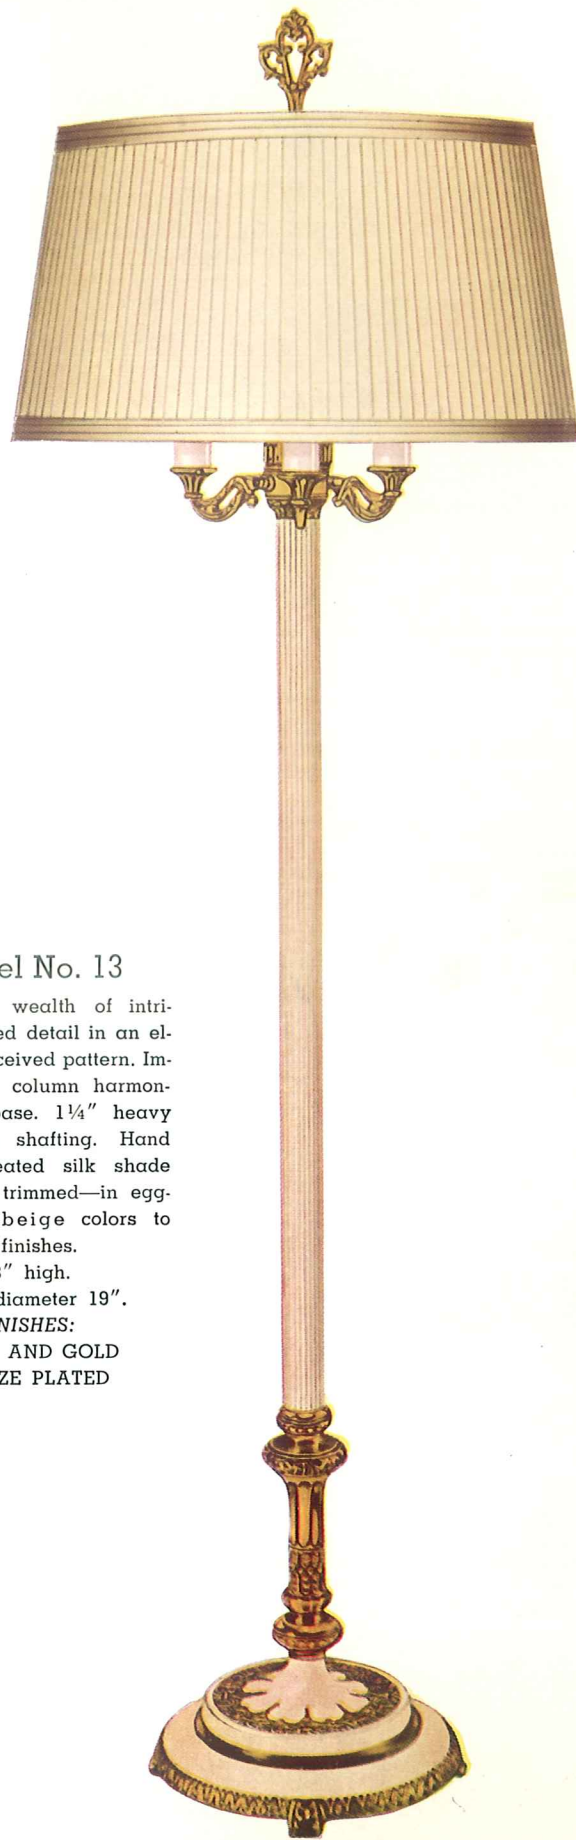 el No. 13
wealth of intri-
ed detail in an el-
ceived pattern. Im-
column harmon-
ase. 1¼″ heavy
shafting. Hand
eated silk shade
trimmed—in egg-
beige colors to
finishes.
″ high.
diameter 19″.
NISHES:
AND GOLD
ZE PLATED